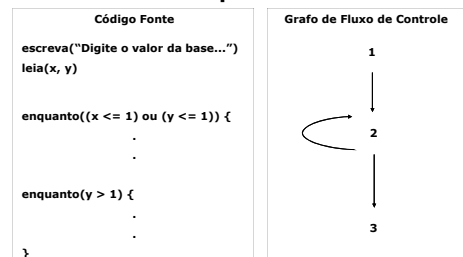 Código Fonte
escreva(“Digite o valor da base...”)
leia(x, y)
enquanto((x <= 1) ou (y <= 1)) {
.
.
enquanto(y > 1) {
.
.
}
Grafo de Fluxo de Controle
1
2
3